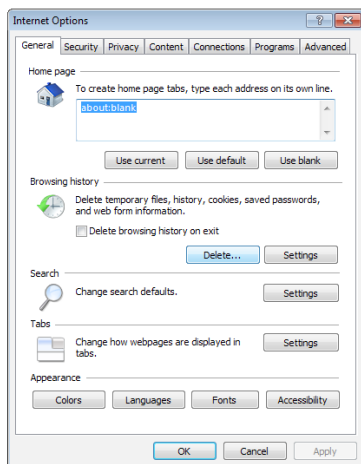 Internet Options
General Security Privacy Content Connections Programs Advanced
Home page
To create home page tabs, type each address on its own line.
about:blank
Use current Use default Use blank
Browsing history
Delete temporary files, history, cookies, saved passwords,
and web form information.
Delete browsing history on exit
Delete... Settings
Search
Change search defaults. Settings
Tabs
Change how webpages are displayed in
tabs.
Settings
Appearance
Colors Languages Fonts Accessibility
OK Cancel Apply